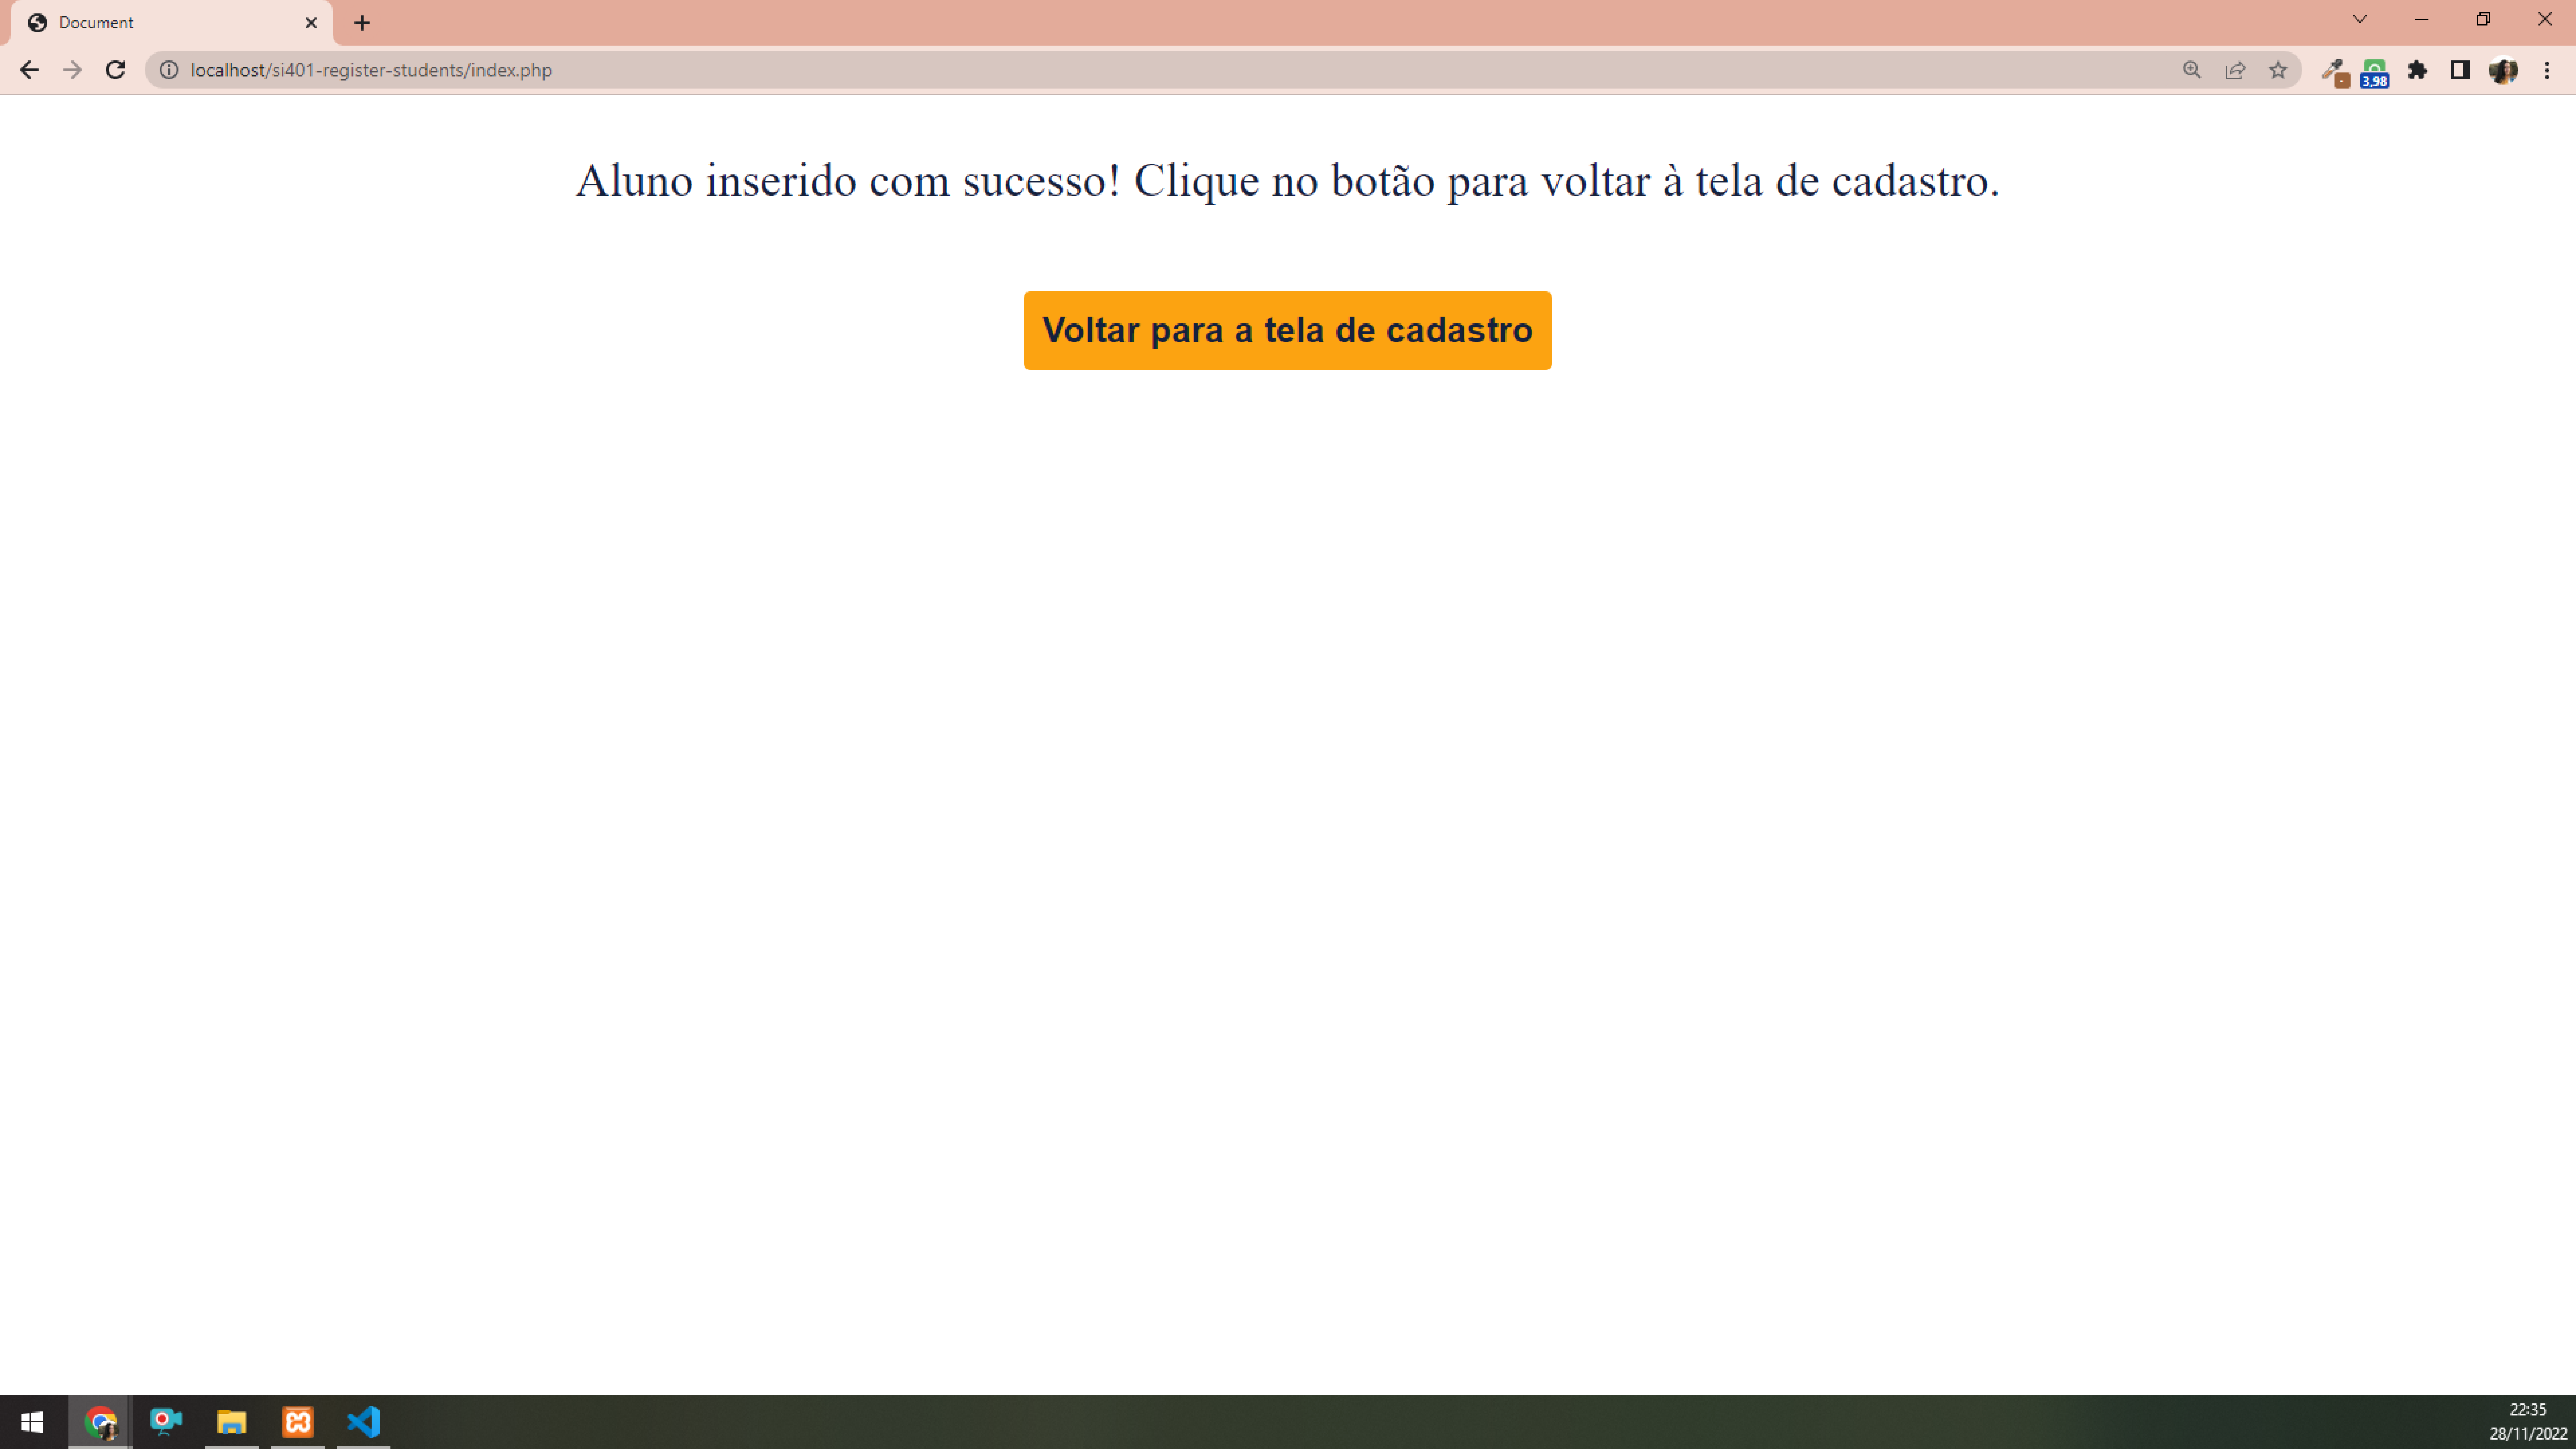 Document
localhost/si401-register-students/index.php
3,98
Aluno inserido com sucesso! Clique no botão para voltar à tela de cadastro.
Voltar para a tela de cadastro
22:35
28/11/2022